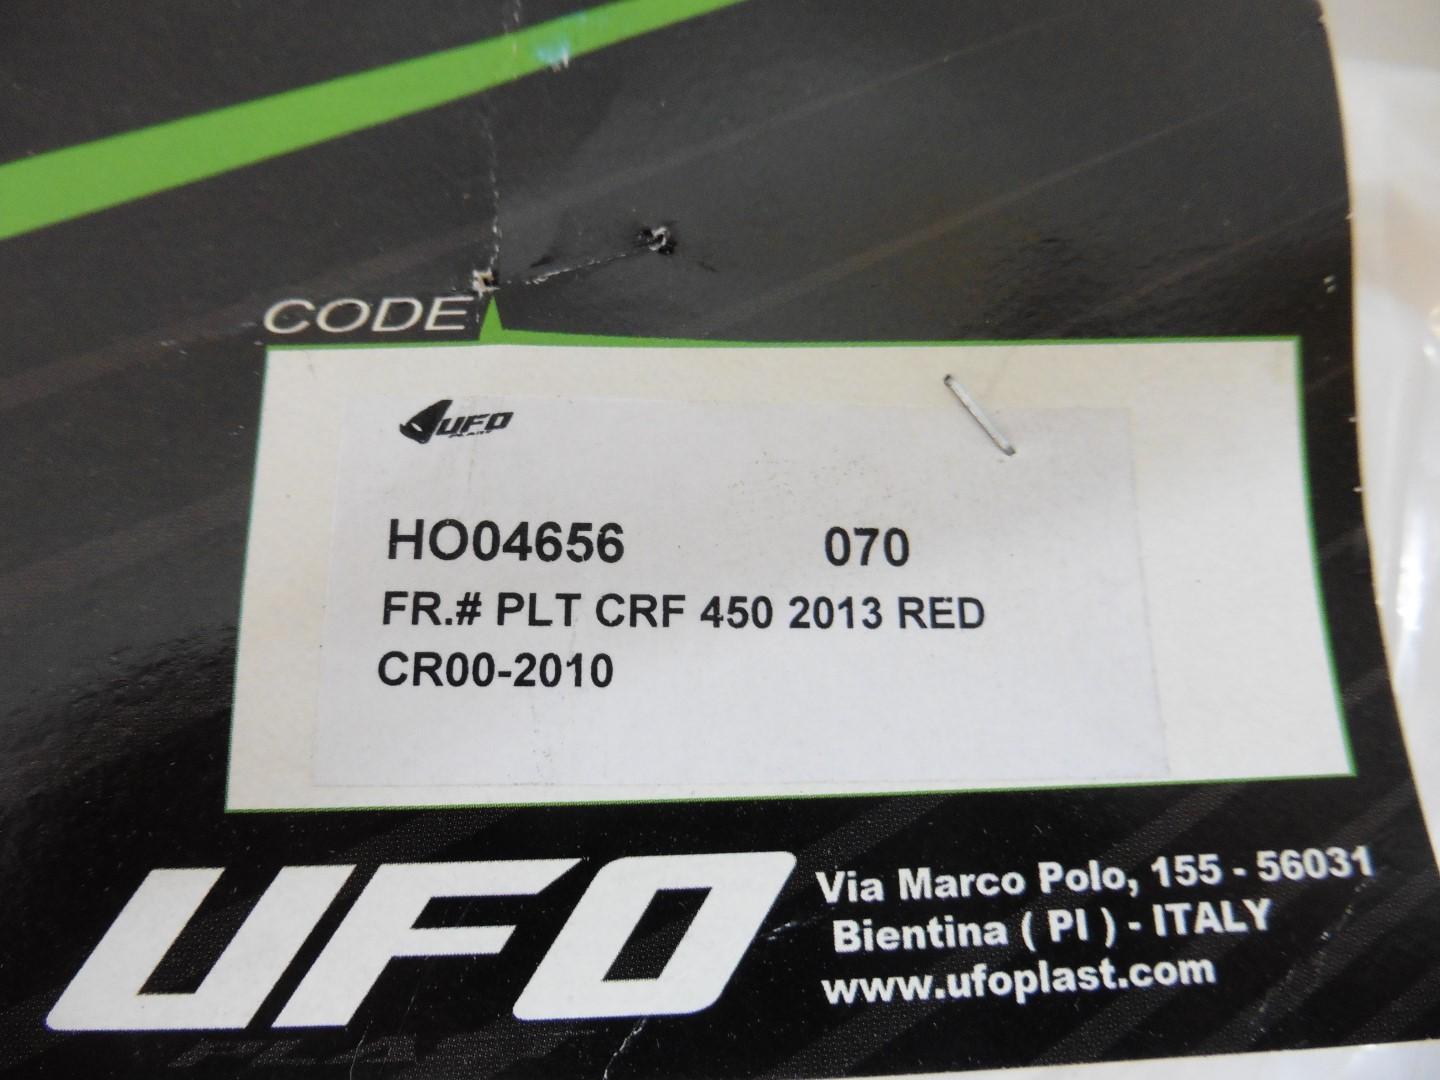 CODE
UFO
HO04656 070
FR.# PLT CRF 450 2013 RED
CR00-2010
UFO
Via Marco Polo, 155 - 56031
Bientina ( PI ) - ITALY
www.ufoplast.com